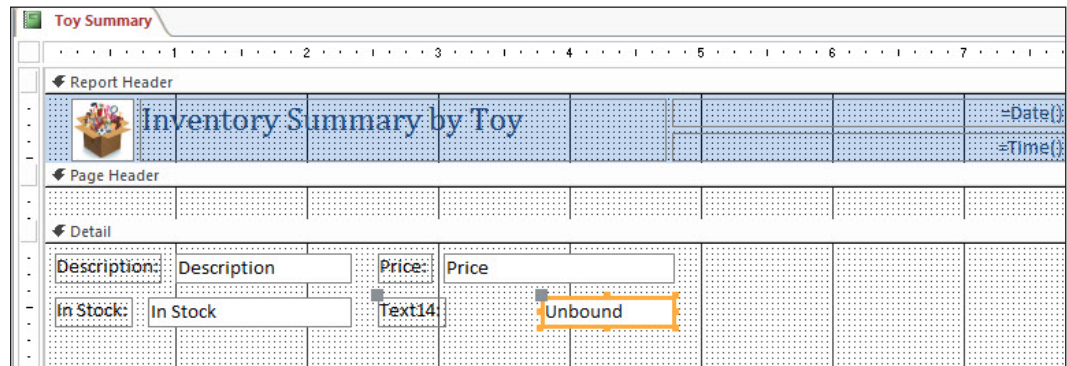 Toy Summary
1 2 3 4 5 6 7
Report Header
Inventory Summary by Toy
=Date()
=Time()
Page Header
Detail
Description: Description Price: Price
In Stock: In Stock Text14: Unbound